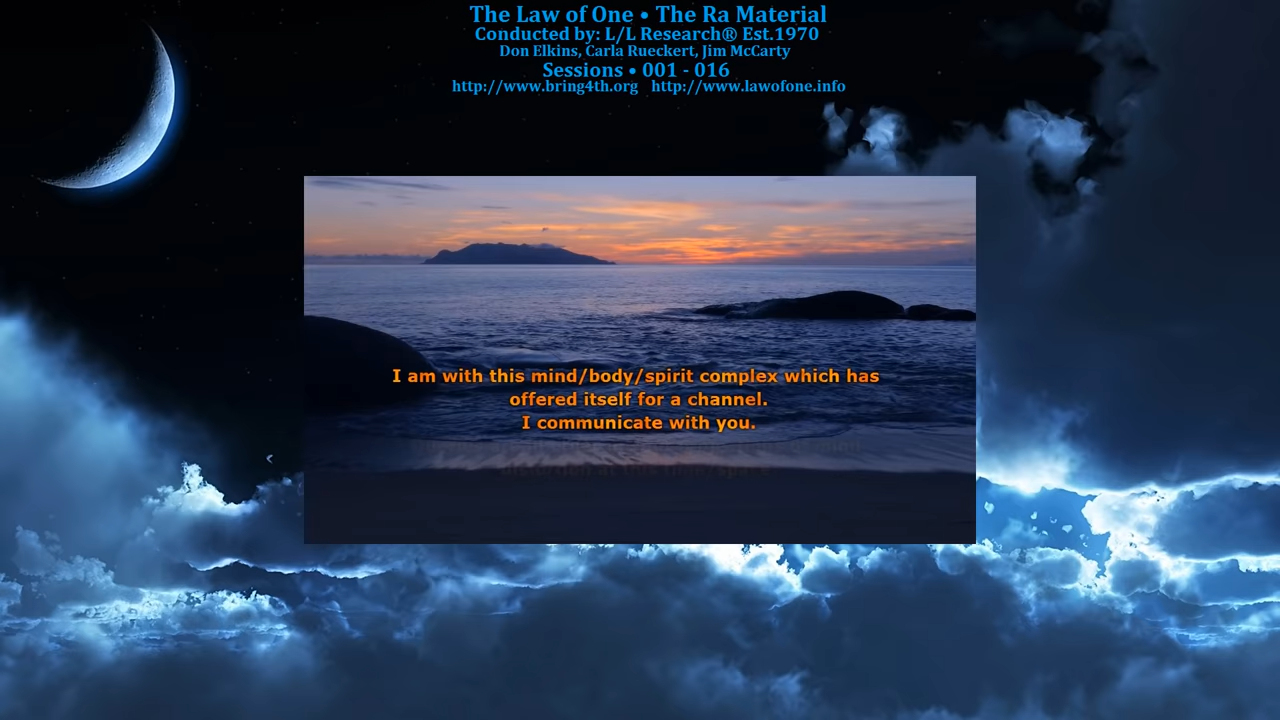 The Law of One • The Ra Material
Conducted by: L/L Research® Est.1970
Don Elkins, Carla Rueckert, Jim McCarty
Sessions • 001 - 016
http://www.bring4th.org http://www.lawofone.info
I am with this mind/body/spirit complex which has
offered itself for a channel.
I communicate with you.